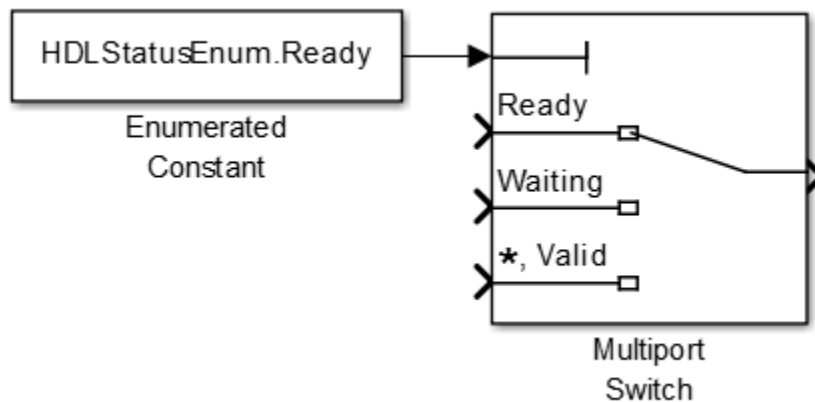 HDLStatusEnum.Ready
Enumerated
Constant
Ready
Waiting
*, Valid
Multiport
Switch